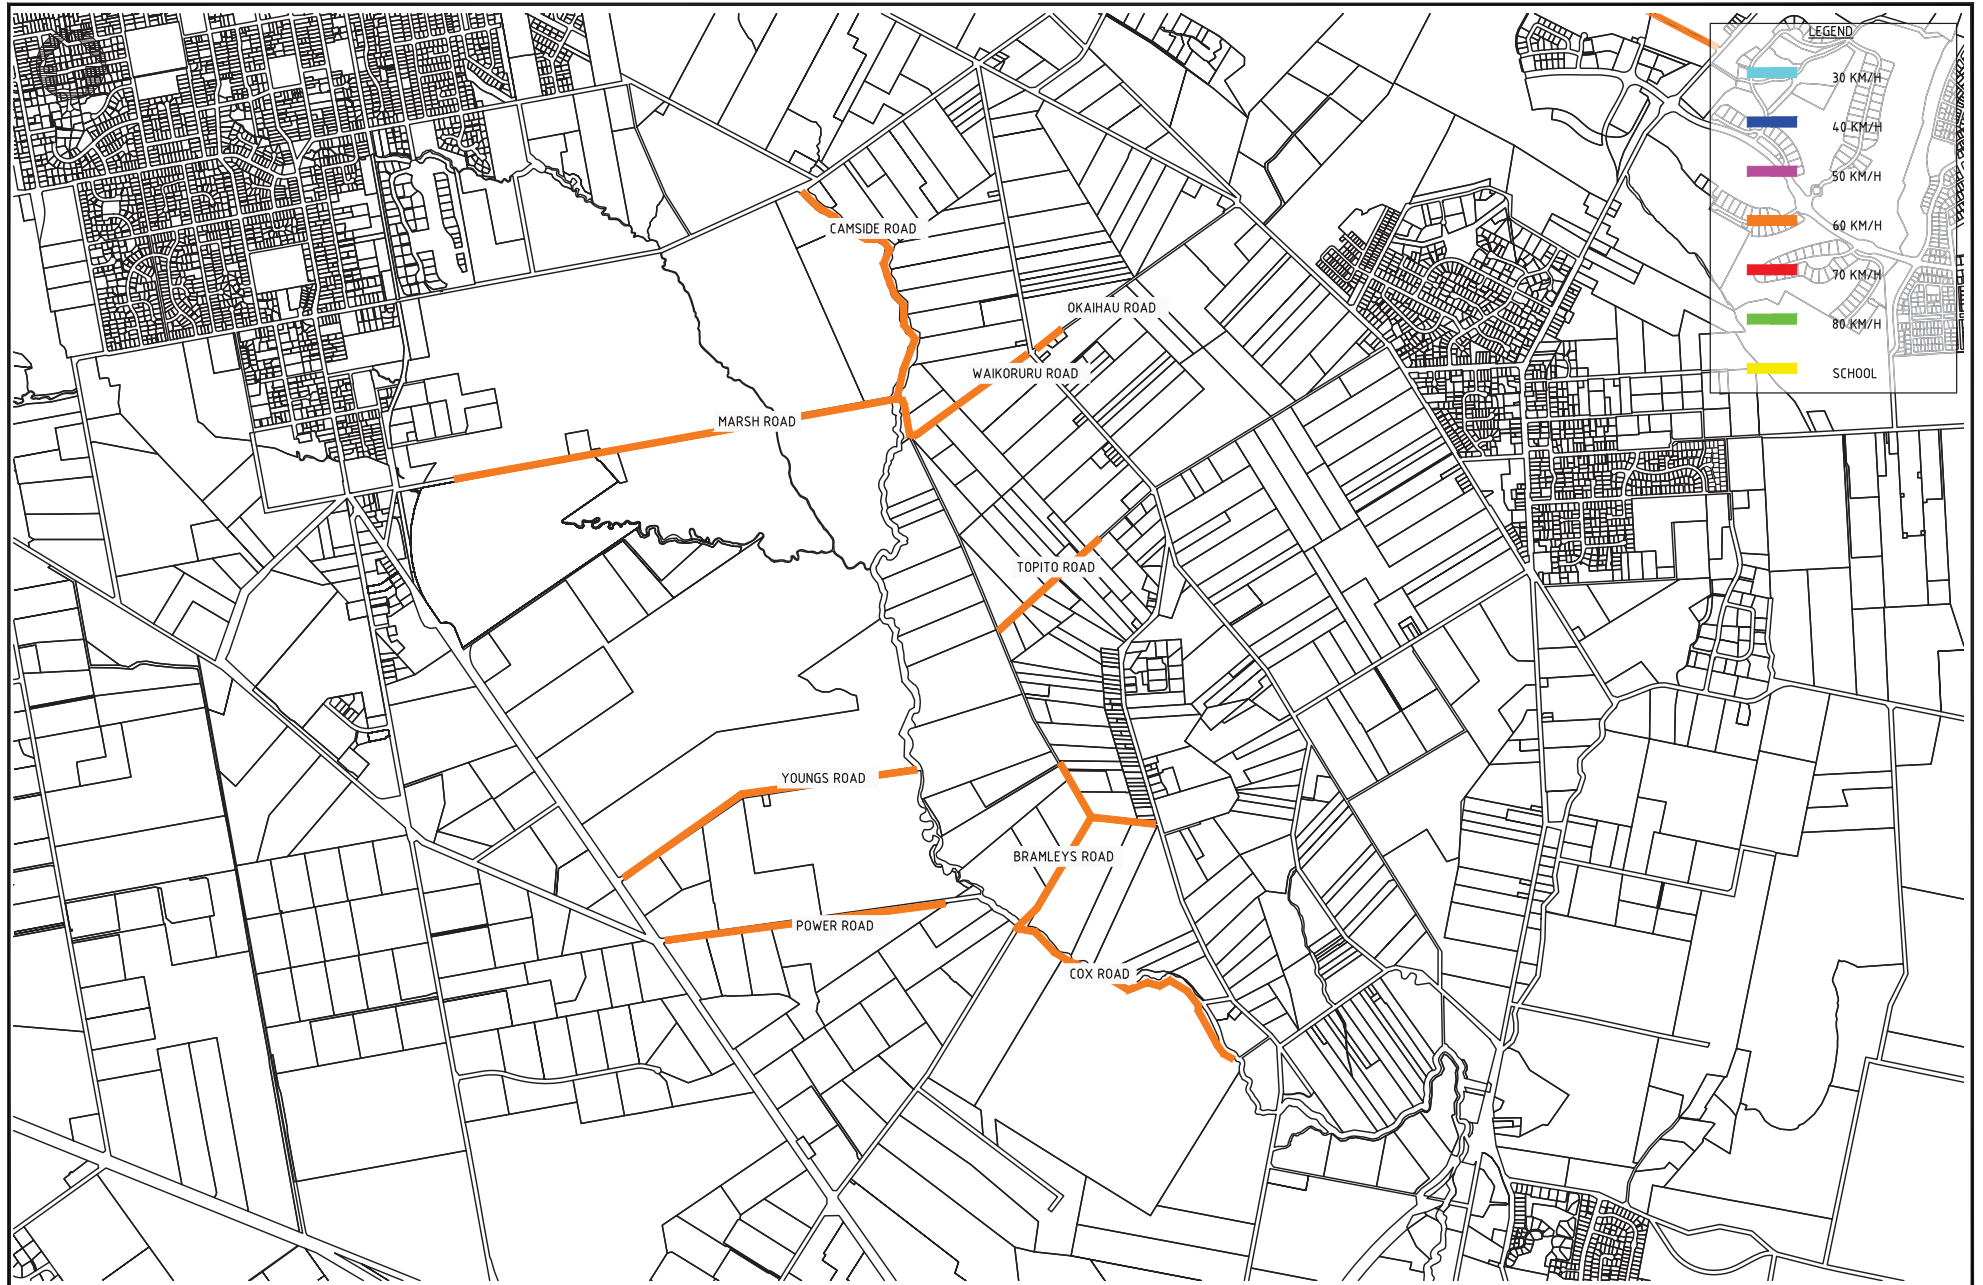 LEGEND
30 KM/H
40 KM/H
50 KM/H
60 KM/H
70 KM/H
80 KM/H
SCHOOL
CAMSIDE ROAD
OKAIHAU ROAD
WAIKORURU ROAD
MARSH ROAD
TOPITO ROAD
YOUNGS ROAD
BRAMLEYS ROAD
POWER ROAD
COX ROAD